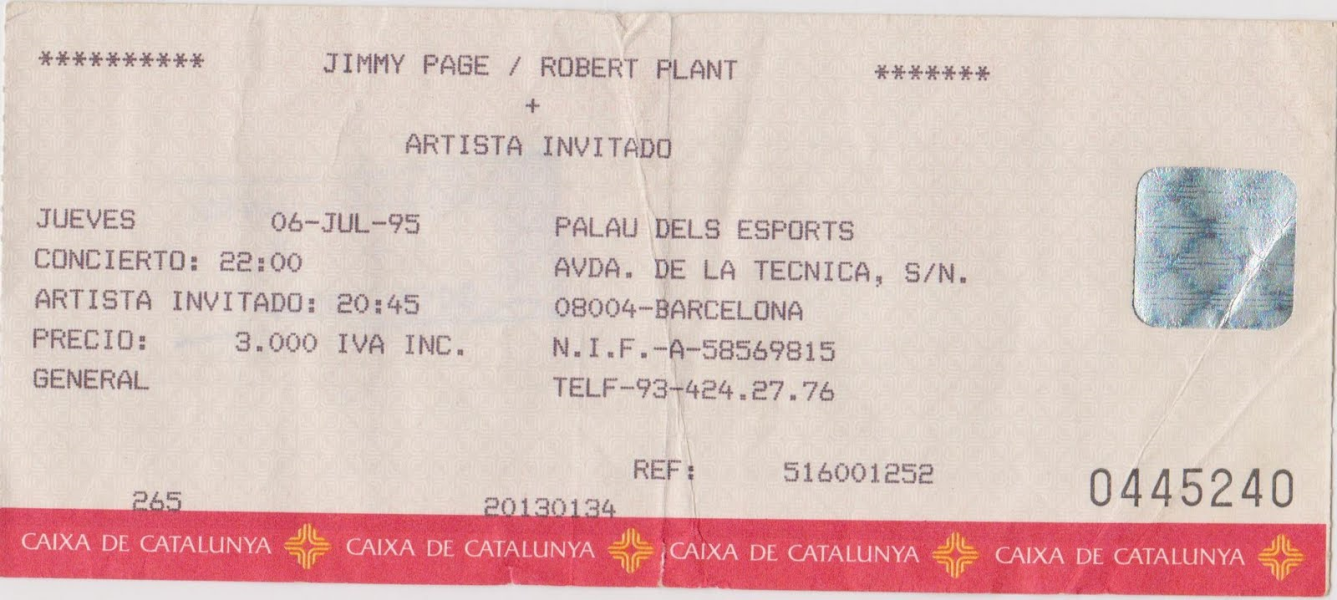 ********** JIMMY PAGE / ROBERT PLANT *******
+
ARTISTA INVITADO
JUEVES 06-JUL-95
CONCIERTO: 22:00
ARTISTA INVITADO: 20:45
PRECIO: 3.000 IVA INC.
GENERAL
PALAU DELS ESPORTS
AVDA. DE LA TECNICA, S/N.
08004-BARCELONA
N.I.F.-A-58569815
TELF-93-424.27.76
REF: 516001252
0445240
265 20130134
CAIXA DE CATALUNYA CAIXA DE CATALUNYA CAIXA DE CATALUNYA CAIXA DE CATALUNYA